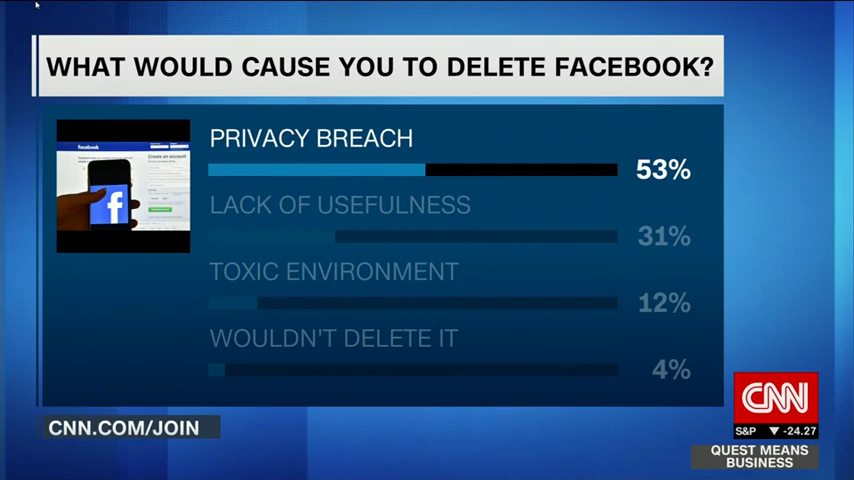 WHAT WOULD CAUSE YOU TO DELETE FACEBOOK?
facebook
Create an account
PRIVACY BREACH
53%
LACK OF USEFULNESS
31%
TOXIC ENVIRONMENT
12%
WOULDN'T DELETE IT
4%
CNN.COM/JOIN
CNN
S&P ▼ -24.27
QUEST MEANS
BUSINESS